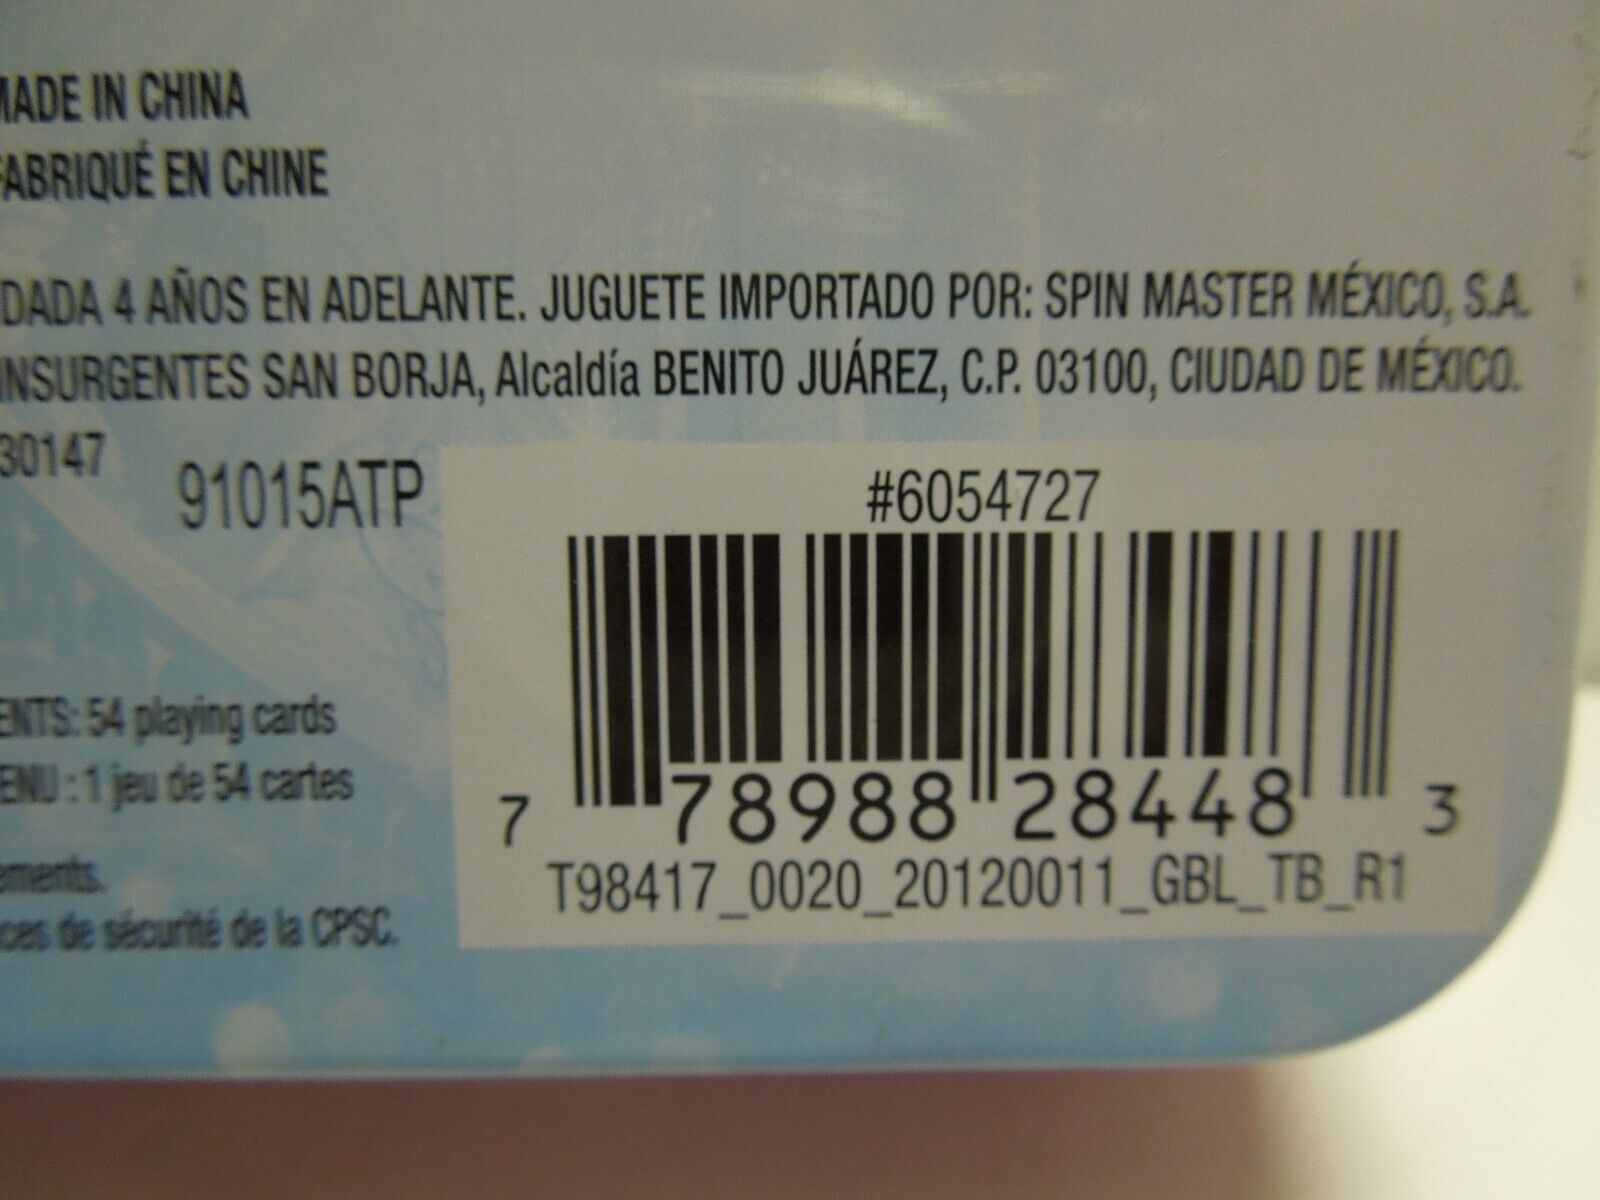 MADE IN CHINA
FABRIQUÉ EN CHINE
DADA 4 AÑOS EN ADELANTE. JUGUETE IMPORTADO POR: SPIN MASTER MÉXICO, S.A.
INSURGENTES SAN BORJA, Alcaldía BENITO JUÁREZ, C.P. 03100, CIUDAD DE MÉXICO.
30147
91015ATP
#6054727
ENTS: 54 playing cards
ENU : 1 jeu de 54 cartes
ements.
ces de sécurité de la CPSC.
7 78988 28448 3
T98417_0020_20120011_GBL_TB_R1